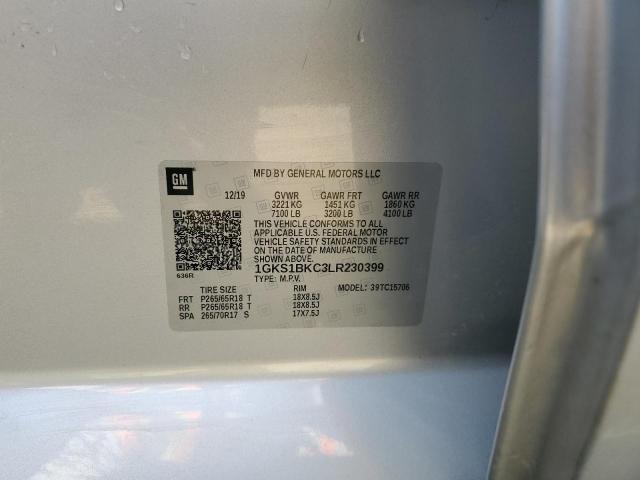 GM
MFD BY GENERAL MOTORS LLC
12/19 GVWR GAWR FRT GAWR RR
3221 KG 1451 KG 1860 KG
7100 LB 3200 LB 4100 LB
THIS VEHICLE CONFORMS TO ALL
APPLICABLE U.S. FEDERAL MOTOR
VEHICLE SAFETY STANDARDS IN EFFECT
ON THE DATE OF MANUFACTURE
1GKS1BKC3LR230399
636R TYPE: M.P.V.
TIRE SIZE RIM MODEL: 39TC15706
FRT P265/65R18 T 18X8.5J
RR P265/65R18 T 18X8.5J
SPA 265/70R17 S 17X7.5J